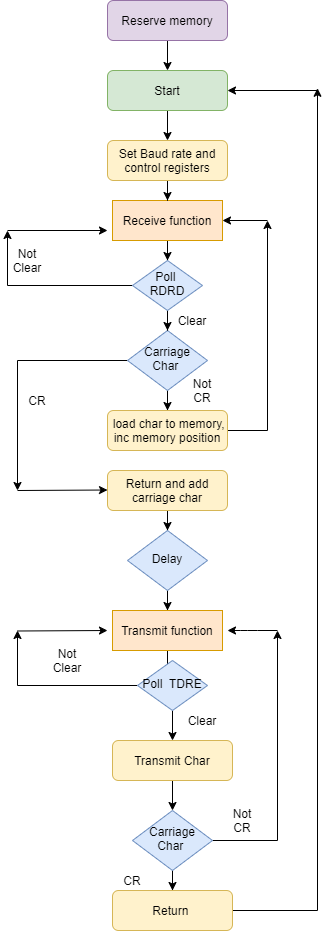 Reserve memory
Start
Set Baud rate and
control registers
Receive function
Not
Clear
Poll
RDRD
Clear
Carriage
Char
Not
CR
CR
load char to memory,
inc memory position
Return and add
carriage char
Delay
Transmit function
Not
Clear
Poll TDRE
Clear
Transmit Char
Not
CR
Carriage
Char
CR
Return